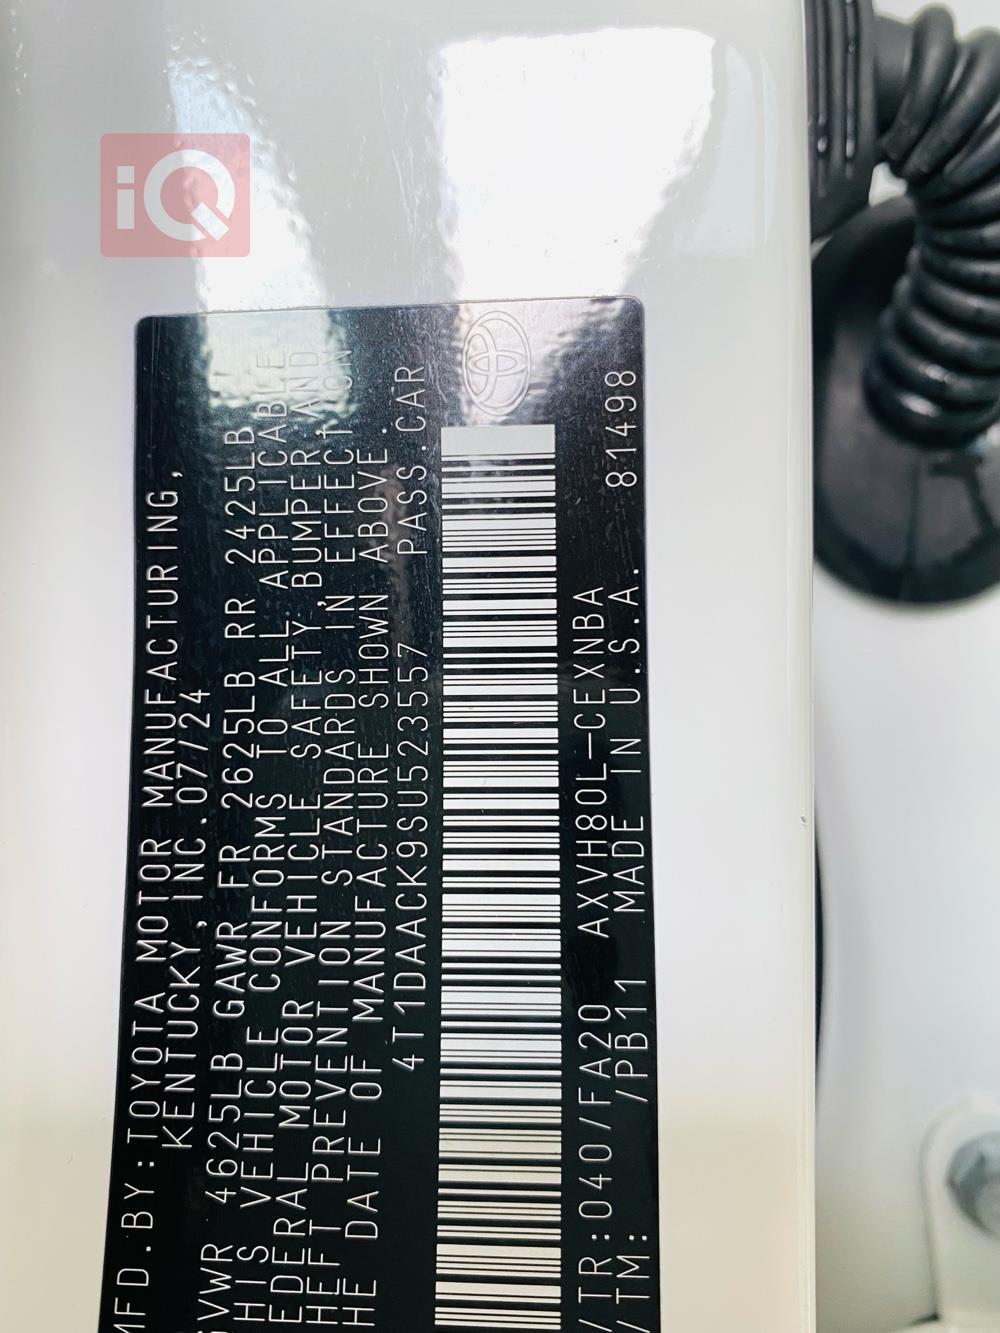 iQ
MFD.BY:TOYOTA MOTOR MANUFACTURING,
KENTUCKY, INC.07/24
GVWR 4625LB GAWR FR 2625LB RR 2425LB
HIS VEHICLE CONFORMS TO ALL APPLICABLE
EDERAL MOTOR VEHICLE SAFETY,BUMPER,AND
HEFT PREVENTION STANDARDS IN EFFECT ON
HE DATE OF MANUFACTURE SHOWN ABOVE.
4T1DAACK9SU523557 PASS.CAR
/TR:040/FA20 AXVH80L-CEXNBA
/TM: /PB11 MADE IN U.S.A. 81498